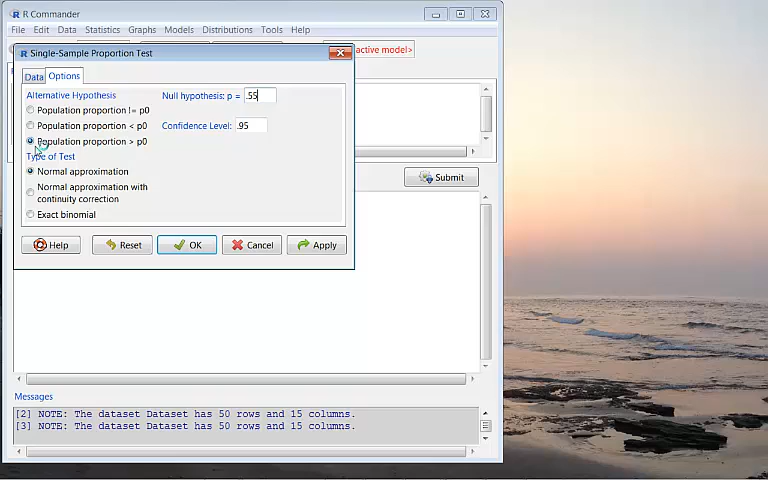 R Commander
File Edit Data Statistics Graphs Models Distributions Tools Help
Single-Sample Proportion Test
active model>
Data Options
Alternative Hypothesis
Null hypothesis: p = .55
Population proportion != p0
Population proportion < p0
Confidence Level: .95
Population proportion > p0
Type of Test
Normal approximation
Submit
Normal approximation with
continuity correction
Exact binomial
Help Reset OK Cancel Apply
Messages
[2] NOTE: The dataset Dataset has 50 rows and 15 columns.
[3] NOTE: The dataset Dataset has 50 rows and 15 columns.